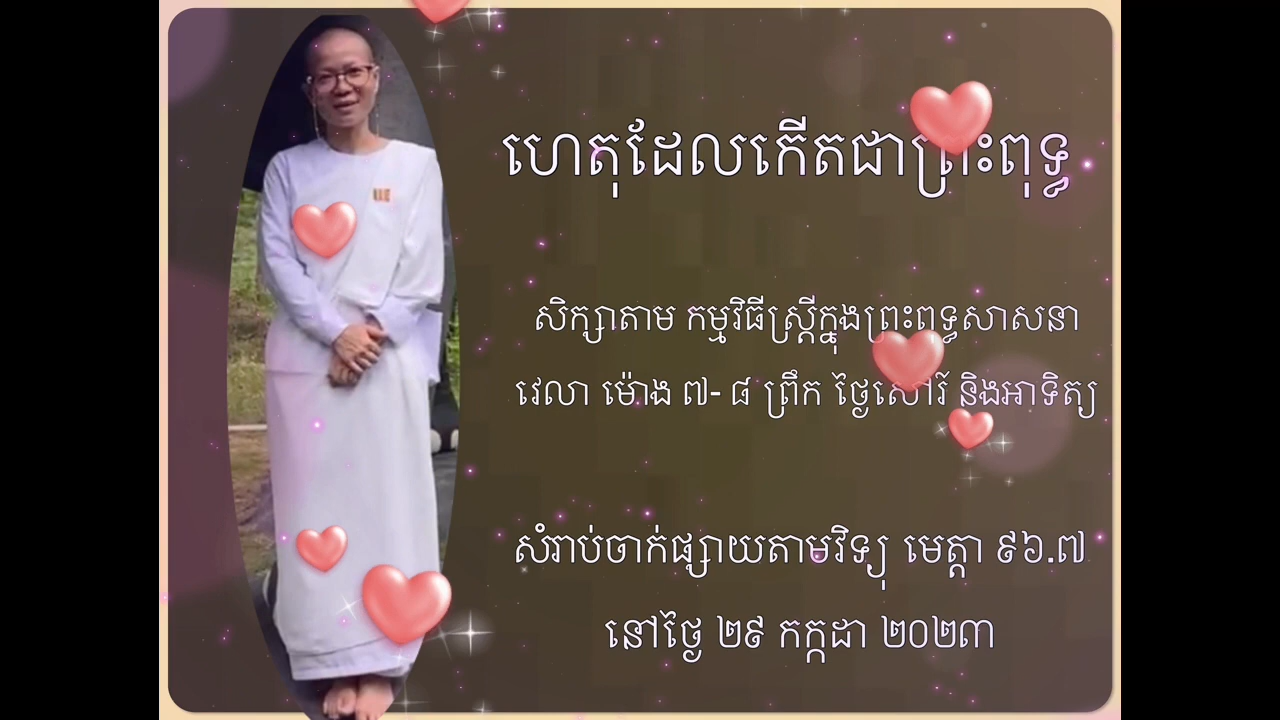 ហេតុដែលកើតជាព្រះពុទ្ធ
សិក្សាតាម កម្មវិធីស្ត្រីក្នុងព្រះពុទ្ធសាសនា
វេលា ម៉ោង ៧- ៨ ព្រឹក ថ្ងៃសៅរ៍ និងអាទិត្យ
សំរាប់ចាក់ផ្សាយតាមវិទ្យុ មេត្តា ៩៦.៧
នៅថ្ងៃ ២៩ កក្កដា ២០២៣